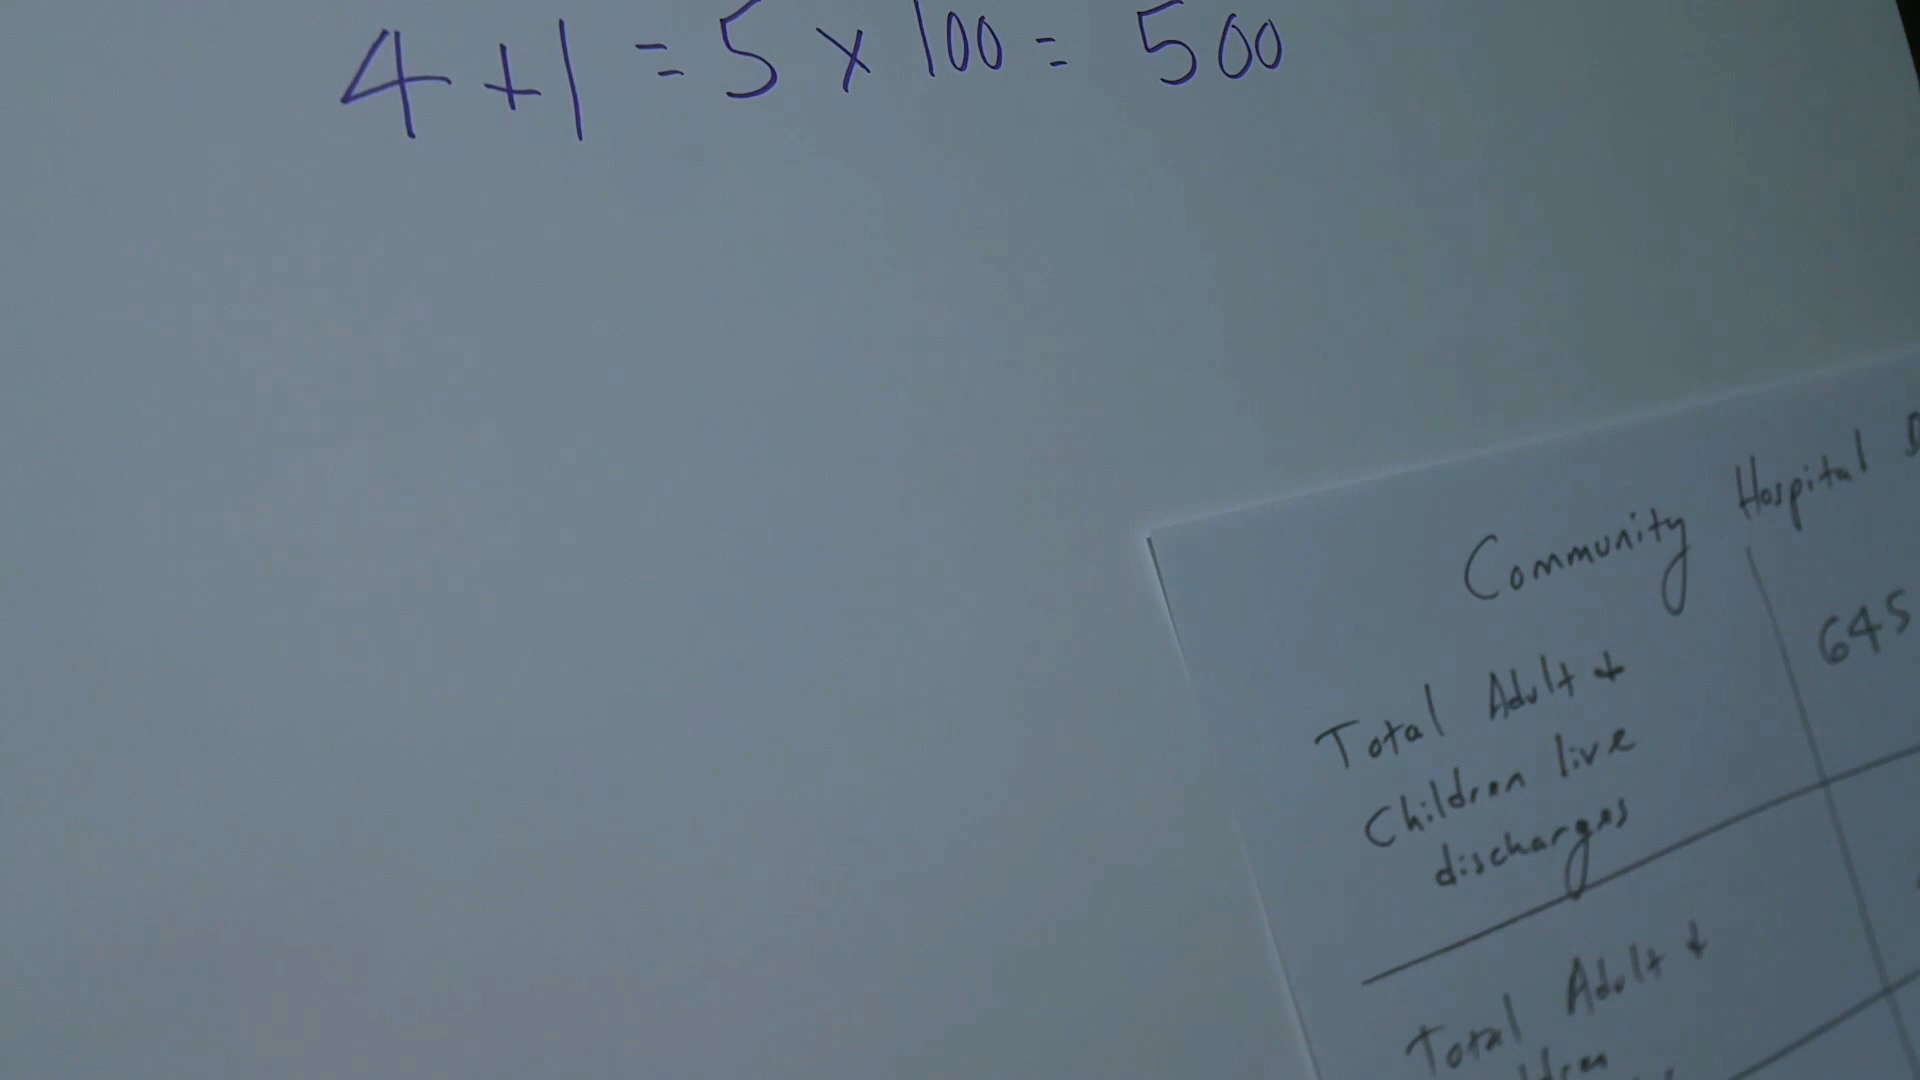 4 + 1 = 5 x 100 = 500
Community Hospital
Total Adult +
Children live
discharges
645
Total Adult +